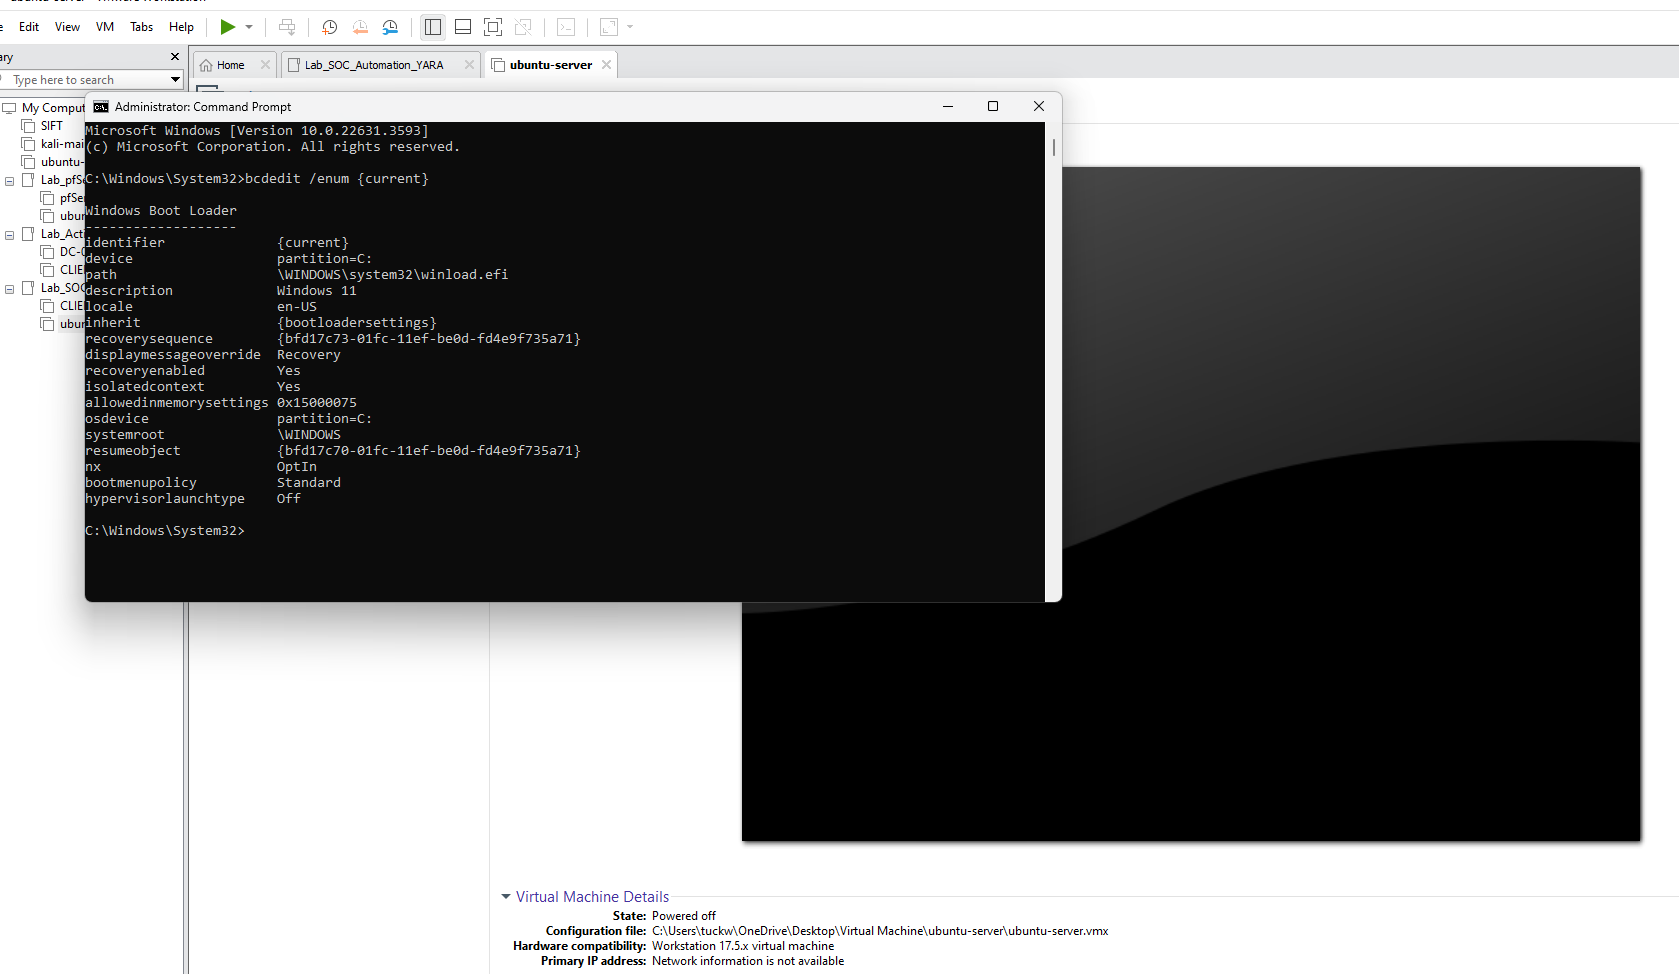 Edit View VM Tabs Help
Type here to search
Home
Lab_SOC_Automation_YARA
ubuntu-server
My Comput
SIFT
kali-mai
ubuntu-
Lab_pfS
pfSe
ubu
Lab_Acti
DC-0
CLIE
Lab_SOC
CLIE
ubur
Administrator: Command Prompt
Microsoft Windows [Version 10.0.22631.3593]
(c) Microsoft Corporation. All rights reserved.
C:\Windows\System32>bcdedit /enum {current}
Windows Boot Loader
-------------------
identifier              {current}
device                  partition=C:
path                    \WINDOWS\system32\winload.efi
description             Windows 11
locale                  en-US
inherit                 {bootloadersettings}
recoverysequence        {bfd17c73-01fc-11ef-be0d-fd4e9f735a71}
displaymessageoverride  Recovery
recoveryenabled         Yes
isolatedcontext         Yes
allowedinmemorysettings 0x15000075
osdevice                partition=C:
systemroot              \WINDOWS
resumeobject            {bfd17c70-01fc-11ef-be0d-fd4e9f735a71}
nx                      OptIn
bootmenupolicy          Standard
hypervisorlaunchtype    Off
C:\Windows\System32>
Virtual Machine Details
State: Powered off
Configuration file: C:\Users\tuckw\OneDrive\Desktop\Virtual Machine\ubuntu-server\ubuntu-server.vmx
Hardware compatibility: Workstation 17.5.x virtual machine
Primary IP address: Network information is not available